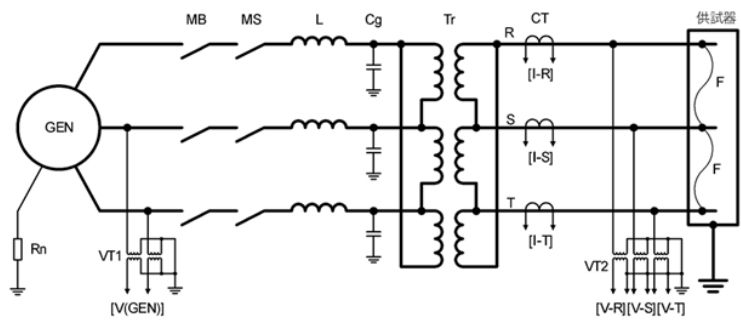 MB MS L Cg Tr R CT 供試器
[I-R]
F
GEN
S
[I-S]
F
T
[I-T]
Rn
VT1
VT2
[V(GEN)]
[V-R] [V-S] [V-T]